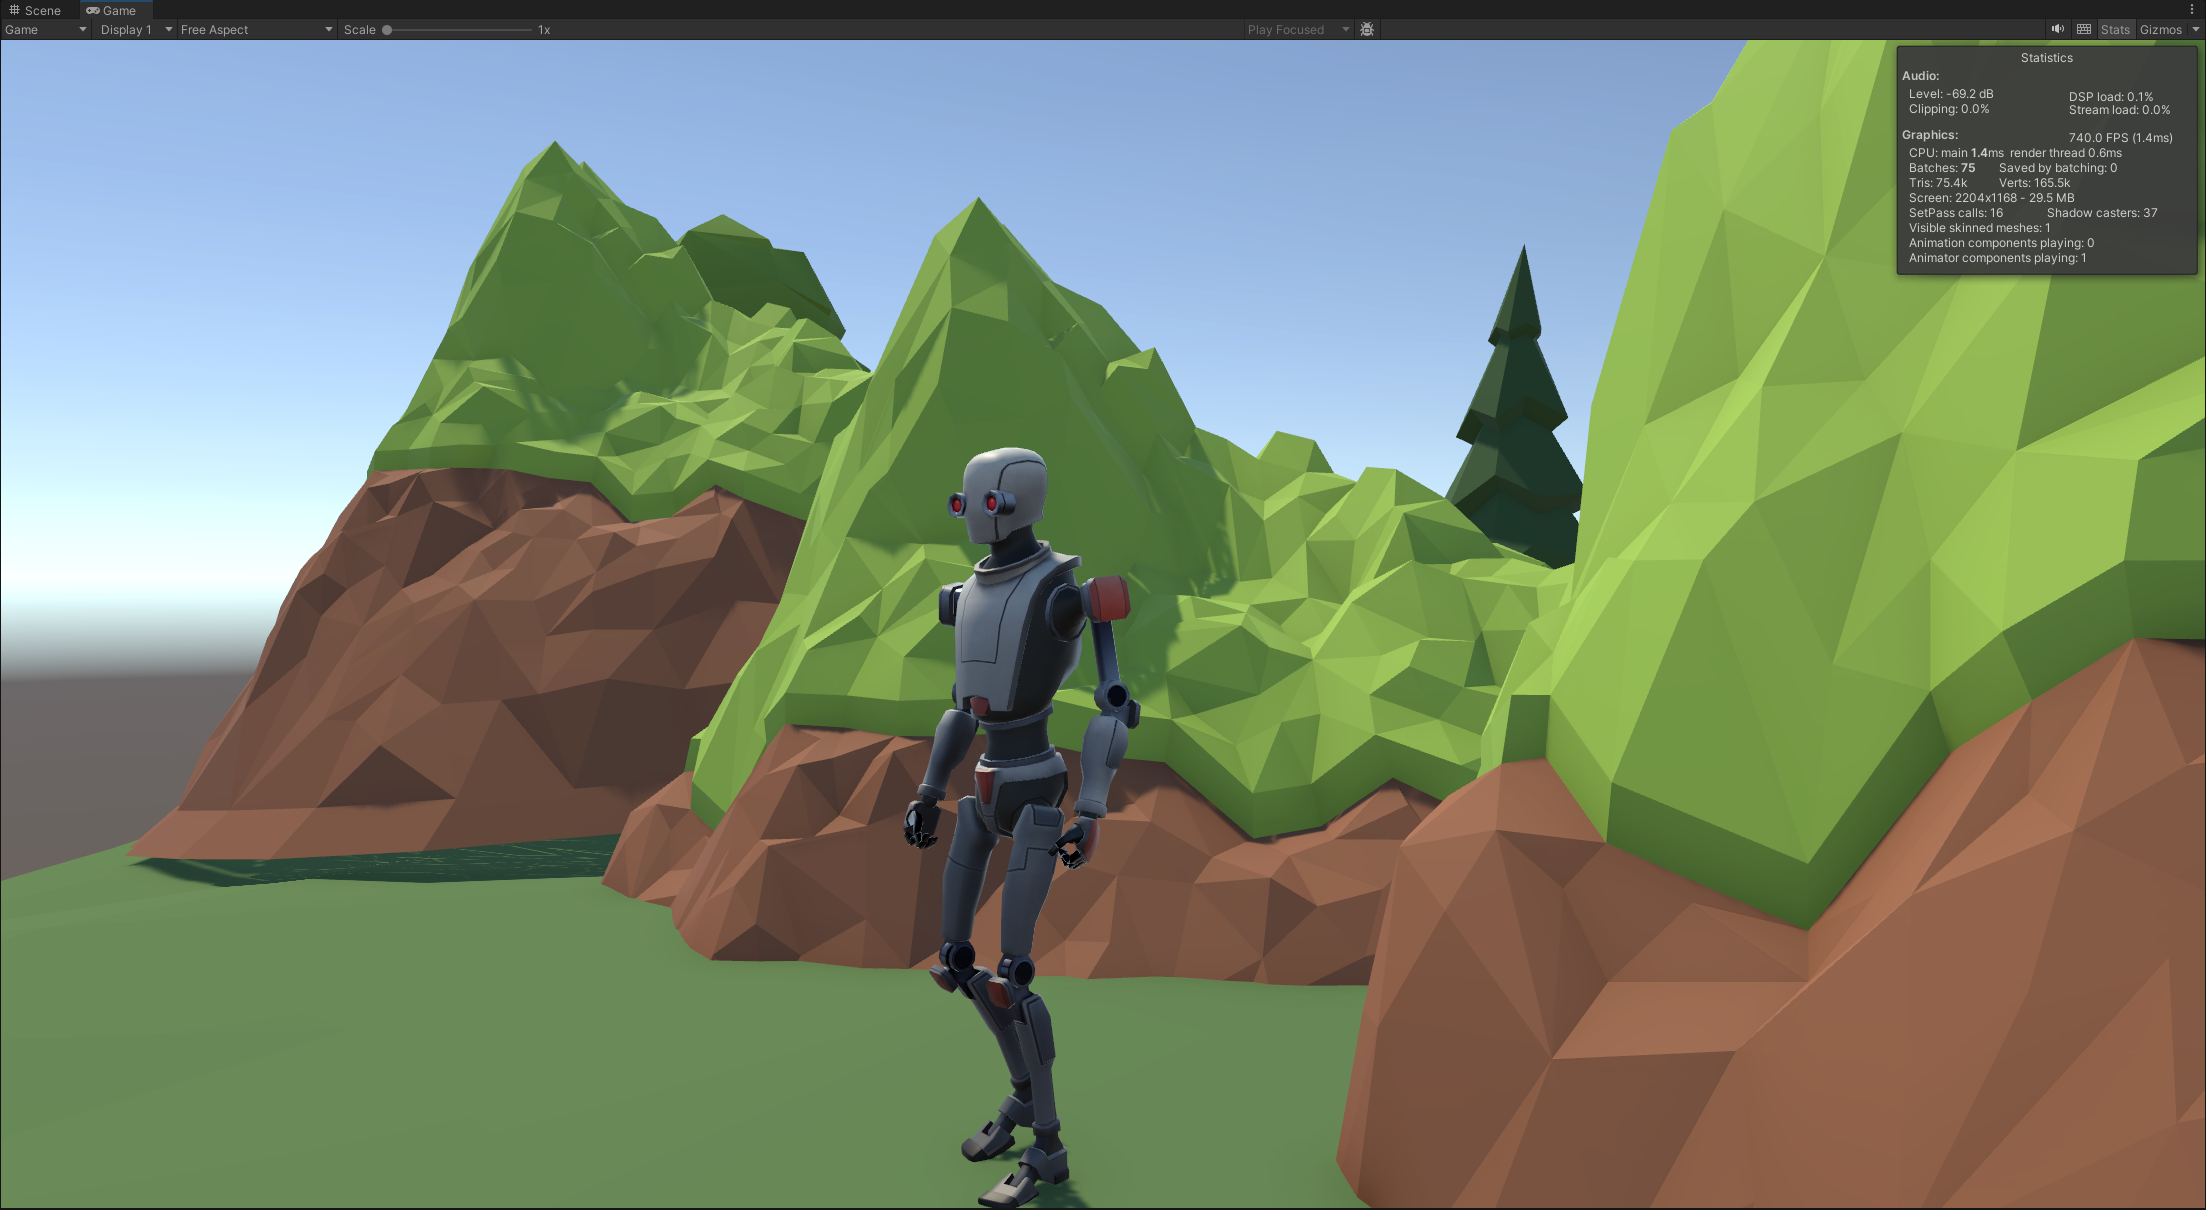 Scene Game
Game Display 1 Free Aspect Scale 1x Play Focused Stats Gizmos
Statistics
Audio:
Level: -69.2 dB DSP load: 0.1%
Clipping: 0.0% Stream load: 0.0%
Graphics: 740.0 FPS (1.4ms)
CPU: main 1.4ms render thread 0.6ms
Batches: 75 Saved by batching: 0
Tris: 75.4k Verts: 165.5k
Screen: 2204x1168 - 29.5 MB
SetPass calls: 16 Shadow casters: 37
Visible skinned meshes: 1
Animation components playing: 0
Animator components playing: 1